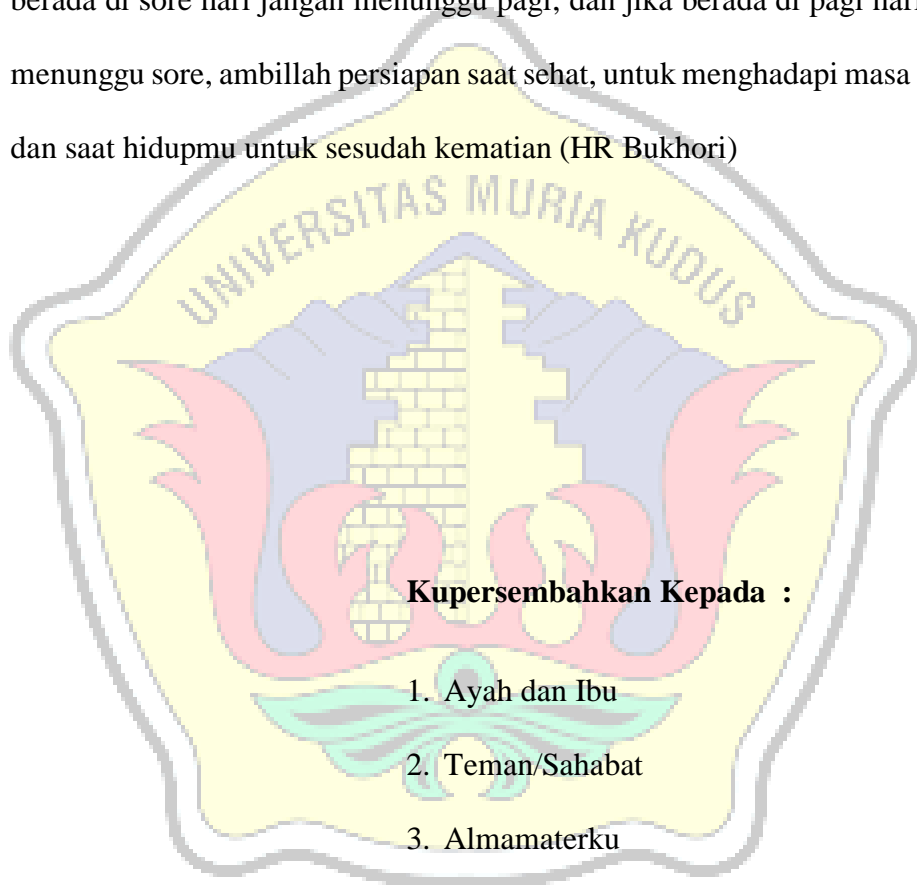 berada di sore hari jangan menunggu pagi, dan jika berada di pagi hari
menunggu sore, ambillah persiapan saat sehat, untuk menghadapi masa
dan saat hidupmu untuk sesudah kematian (HR Bukhori)
UNIVERSITAS MURIA KUDUS
Kupersembahkan Kepada :
1. Ayah dan Ibu
2. Teman/Sahabat
3. Almamaterku